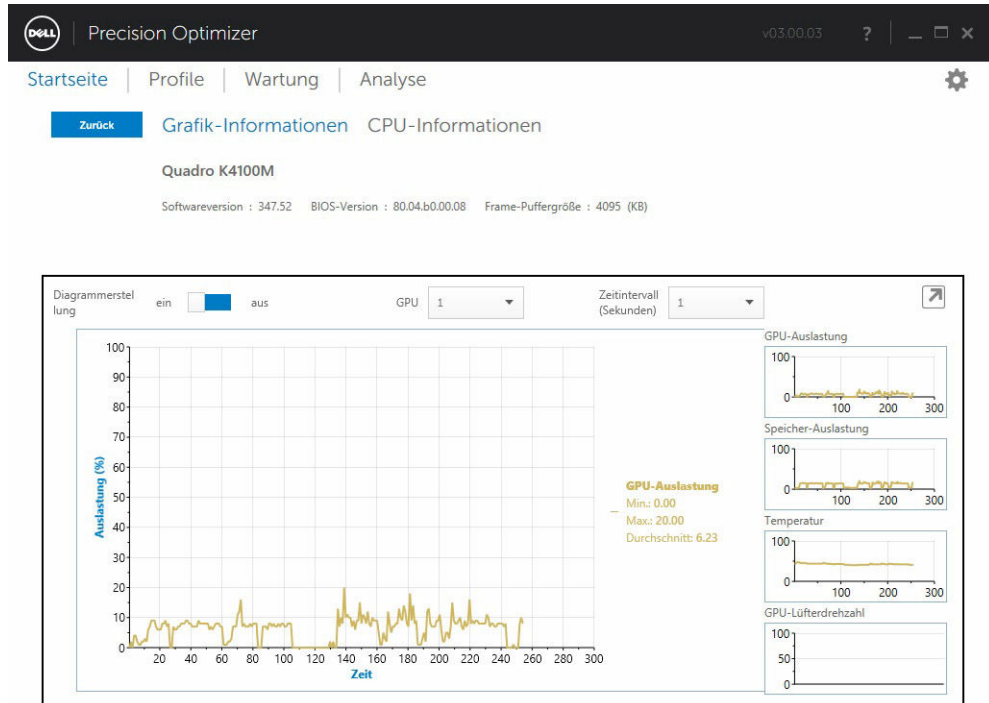 DELL Precision Optimizer v03.00.03 ?
Startseite Profile Wartung Analyse
Zurück Grafik-Informationen CPU-Informationen
Quadro K4100M
Softwareversion : 347.52 BIOS-Version : 80.04.b0.00.08 Frame-Puffergröße : 4095 (KB)
Diagrammerstel
lung
ein aus
GPU 1
Zeitintervall
(Sekunden)
1
100
90
80
70
60
50
40
30
20
10
0
Auslastung (%)
20 40 60 80 100 120 140 160 180 200 220 240 260 280 300
Zeit
GPU-Auslastung
Min.: 0.00
Max.: 20.00
Durchschnitt: 6.23
GPU-Auslastung
100
0
100 200 300
Speicher-Auslastung
100
0
100 200 300
Temperatur
100
0
100 200 300
GPU-Lüfterdrehzahl
100
50
0